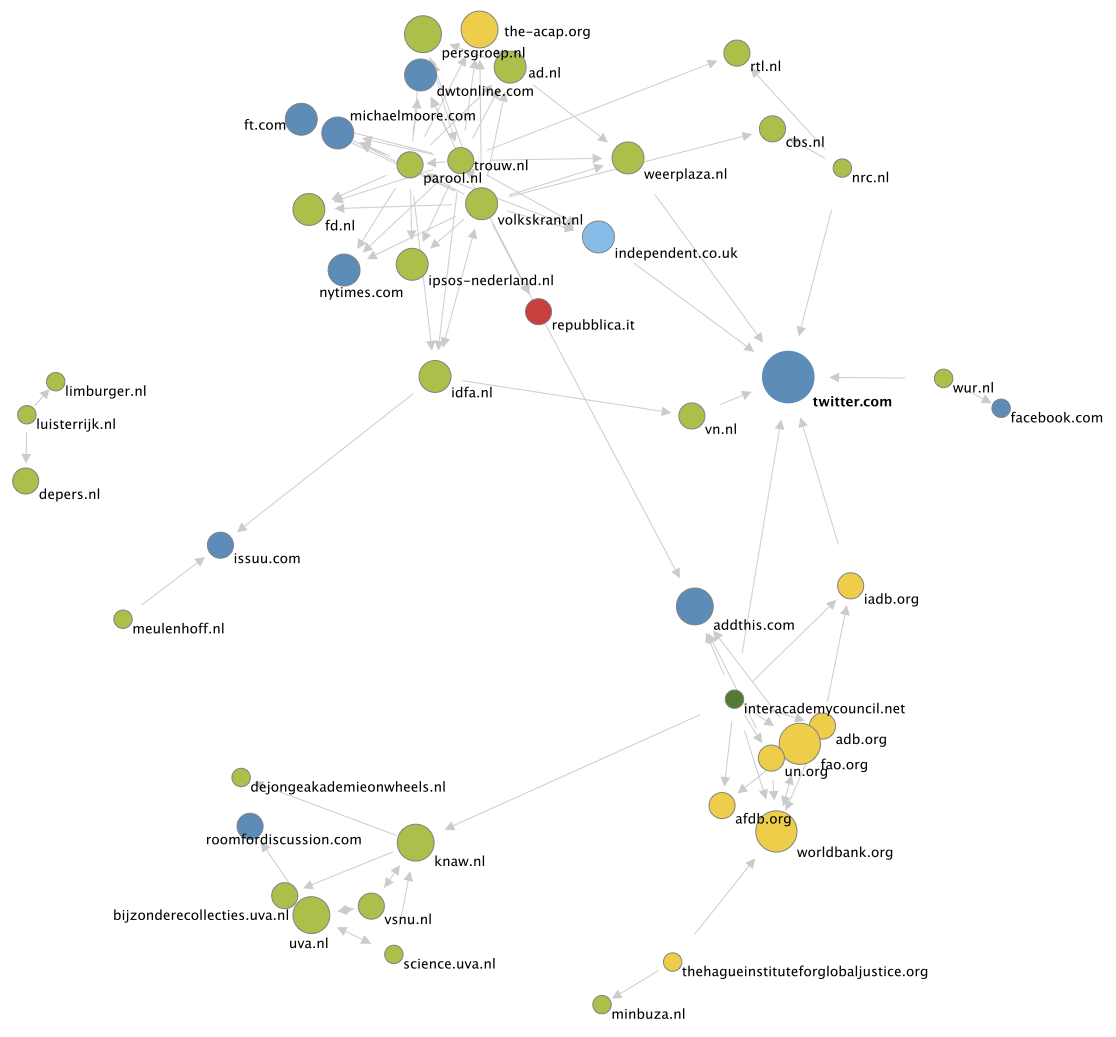 the-acap.org
persgroep.nl
rtl.nl
ad.nl
dwtonline.com
michaelmoore.com
ft.com
cbs.nl
trouw.nl
weerplaza.nl
parool.nl
nrc.nl
volkskrant.nl
fd.nl
independent.co.uk
ipsos-nederland.nl
nytimes.com
repubblica.it
limburger.nl
idfa.nl
wur.nl
twitter.com
facebook.com
luisterrijk.nl
vn.nl
depers.nl
issuu.com
iadb.org
addthis.com
meulenhoff.nl
interacademycouncil.net
adb.org
fao.org
un.org
dejongeakademieonwheels.nl
afdb.org
roomfordiscussion.com
worldbank.org
knaw.nl
bijzonderecollecties.uva.nl
vsnu.nl
uva.nl
science.uva.nl
thehagueinstituteforglobaljustice.org
minbuza.nl